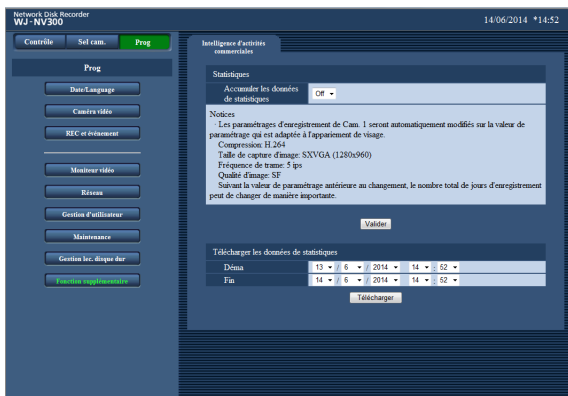 Network Disk Recorder
WJ-NV300
14/06/2014 *14:52
Contrôle
Sel cam.
Prog
Prog
Date/Language
Caméra vidéo
REC et événement
Moniteur vidéo
Réseau
Gestion d'utilisateur
Maintenance
Gestion lec. disque dur
Fonction supplémentaire
Intelligence d'activités
commerciales
Statistiques
Accumuler les données
de statistiques
Off
Notices
· Les paramétrages d'enregistrement de Cam. 1 seront automatiquement modifiés sur la valeur de
paramétrage qui est adaptée à l'appariement de visage.
Compression: H.264
Taille de capture d'image: SXVGA (1280x960)
Fréquence de trame: 5 ips
Qualité d'image: SF
Suivant la valeur de paramétrage antérieure au changement, le nombre total de jours d'enregistrement
peut de changer de manière importante.
Valider
Télécharger les données de statistiques
Déma 13 / 6 / 2014 14 : 52
Fin 14 / 6 / 2014 14 : 52
Télécharger